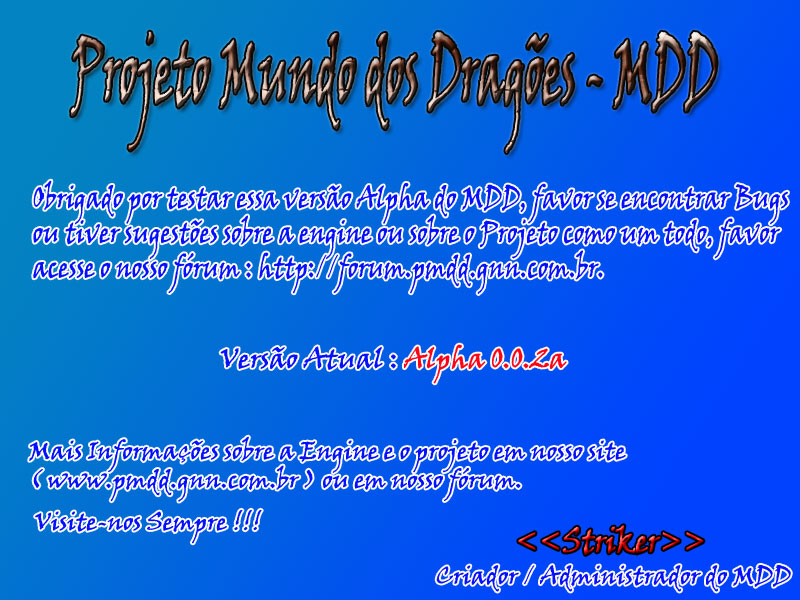 Projeto Mundo dos Dragões - MDD
Obrigado por testar essa versão Alpha do MDD, favor se encontrar Bugs
ou tiver sugestões sobre a engine ou sobre o Projeto como um todo, favor
acesse o nosso fórum : http://forum.pmdd.gnn.com.br.
Versão Atual : Alpha 0.0.2a
Mais Informações sobre a Engine e o projeto em nosso site
( www.pmdd.gnn.com.br ) ou em nosso fórum.
Visite-nos Sempre !!!
<<Striker>>
Criador / Administrador do MDD